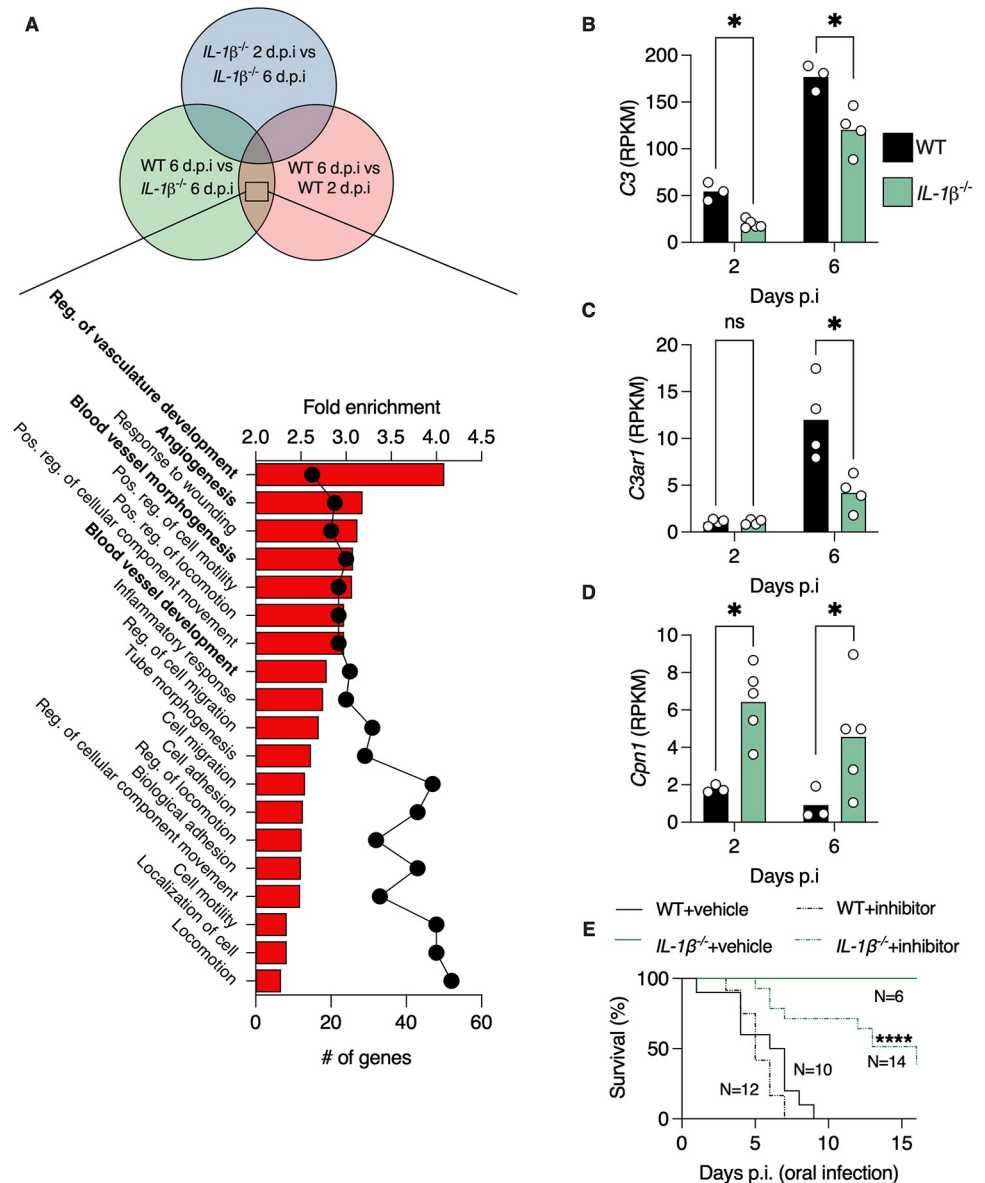 A
IL-1β-/- 2 d.p.i vs
IL-1β-/- 6 d.p.i
WT 6 d.p.i vs
IL-1β-/- 6 d.p.i
WT 6 d.p.i vs
WT 2 d.p.i
Fold enrichment
2.0 2.5 3.0 3.5 4.0 4.5
Reg. of vasculature development
Angiogenesis
Response to wounding
Blood vessel morphogenesis
Pos. reg. of cell motility
Pos. reg. of locomotion
Pos. reg. of cellular component movement
Blood vessel development
Inflammatory response
Reg. of cell migration
Tube morphogenesis
Cell migration
Cell adhesion
Reg. of locomotion
Biological adhesion
Reg. of cellular component movement
Cell motility
Localization of cell
Locomotion
0 20 40 60
# of genes
B
C3 (RPKM)
200
150
100
50
0
* *
2 6
Days p.i
WT
IL-1β-/-
C
C3ar1 (RPKM)
20
15
10
5
0
ns *
2 6
Days p.i
D
Cpn1 (RPKM)
10
8
6
4
2
0
* *
2 6
Days p.i
E
WT+vehicle
WT+inhibitor
IL-1β-/-+vehicle
IL-1β-/-+inhibitor
Survival (%)
100
50
0
N=6
****
N=14
N=10
N=12
0 5 10 15
Days p.i. (oral infection)